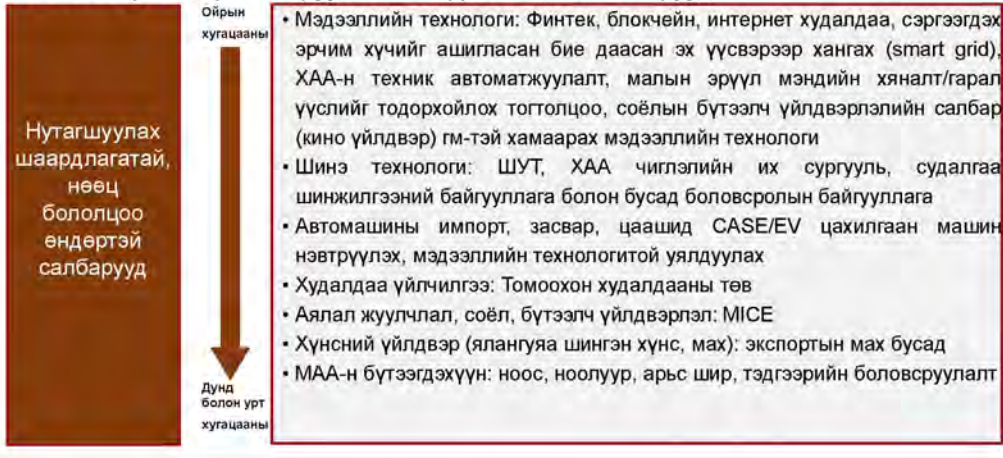 Нутагшуулах
шаардлагатай,
нөөц
бололцоо
өндөртэй
салбарууд
Ойрын
хугацааны
Дунд
болон урт
хугацааны
• Мэдээллийн технологи: Финтек, блокчейн, интернет худалдаа, сэргээгдэх
эрчим хүчийг ашигласан бие даасан эх үүсвэрээр хангах (smart grid),
ХАА-н техник автоматжуулалт, малын эрүүл мэндийн хяналт/гарал
үүслийг тодорхойлох тогтолцоо, соёлын бүтээлч үйлдвэрлэлийн салбар
(кино үйлдвэр) гм-тэй хамаарах мэдээллийн технологи
• Шинэ технологи: ШУТ, ХАА чиглэлийн их сургууль, судалгаа
шинжилгээний байгууллага болон бусад боловсролын байгууллага
• Автомашины импорт, засвар, цаашид CASE/EV цахилгаан машин
нэвтрүүлэх, мэдээллийн технологитой уялдуулах
• Худалдаа үйлчилгээ: Томоохон худалдааны төв
• Аялал жуулчлал, соёл, бүтээлч үйлдвэрлэл: MICE
• Хүнсний үйлдвэр (ялангуяа шингэн хүнс, мах): экспортын мах бусад
• МАА-н бүтээгдэхүүн: ноос, ноолуур, арьс шир, тэдгээрийн боловсруулалт